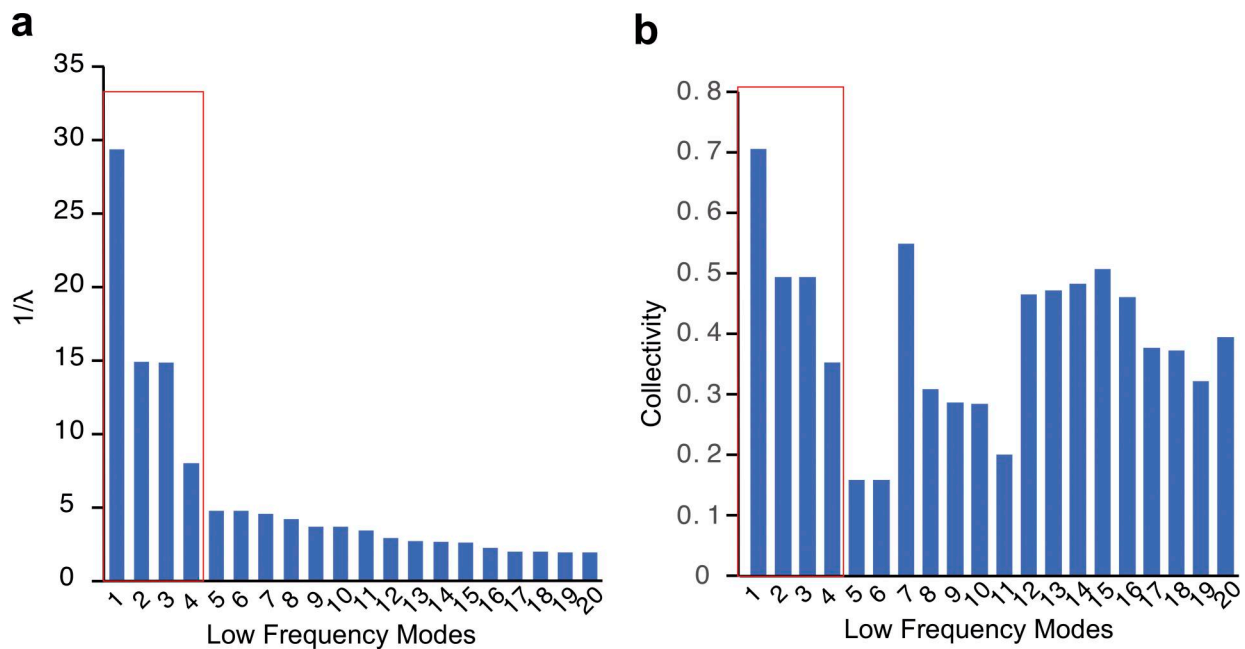 a
35
30
25
20
15
10
5
0
1/λ
1 2 3 4 5 6 7 8 9 10 11 12 13 14 15 16 17 18 19 20
Low Frequency Modes
b
0.8
0.7
0.6
0.5
0.4
0.3
0.2
0.1
0
Collectivity
1 2 3 4 5 6 7 8 9 10 11 12 13 14 15 16 17 18 19 20
Low Frequency Modes